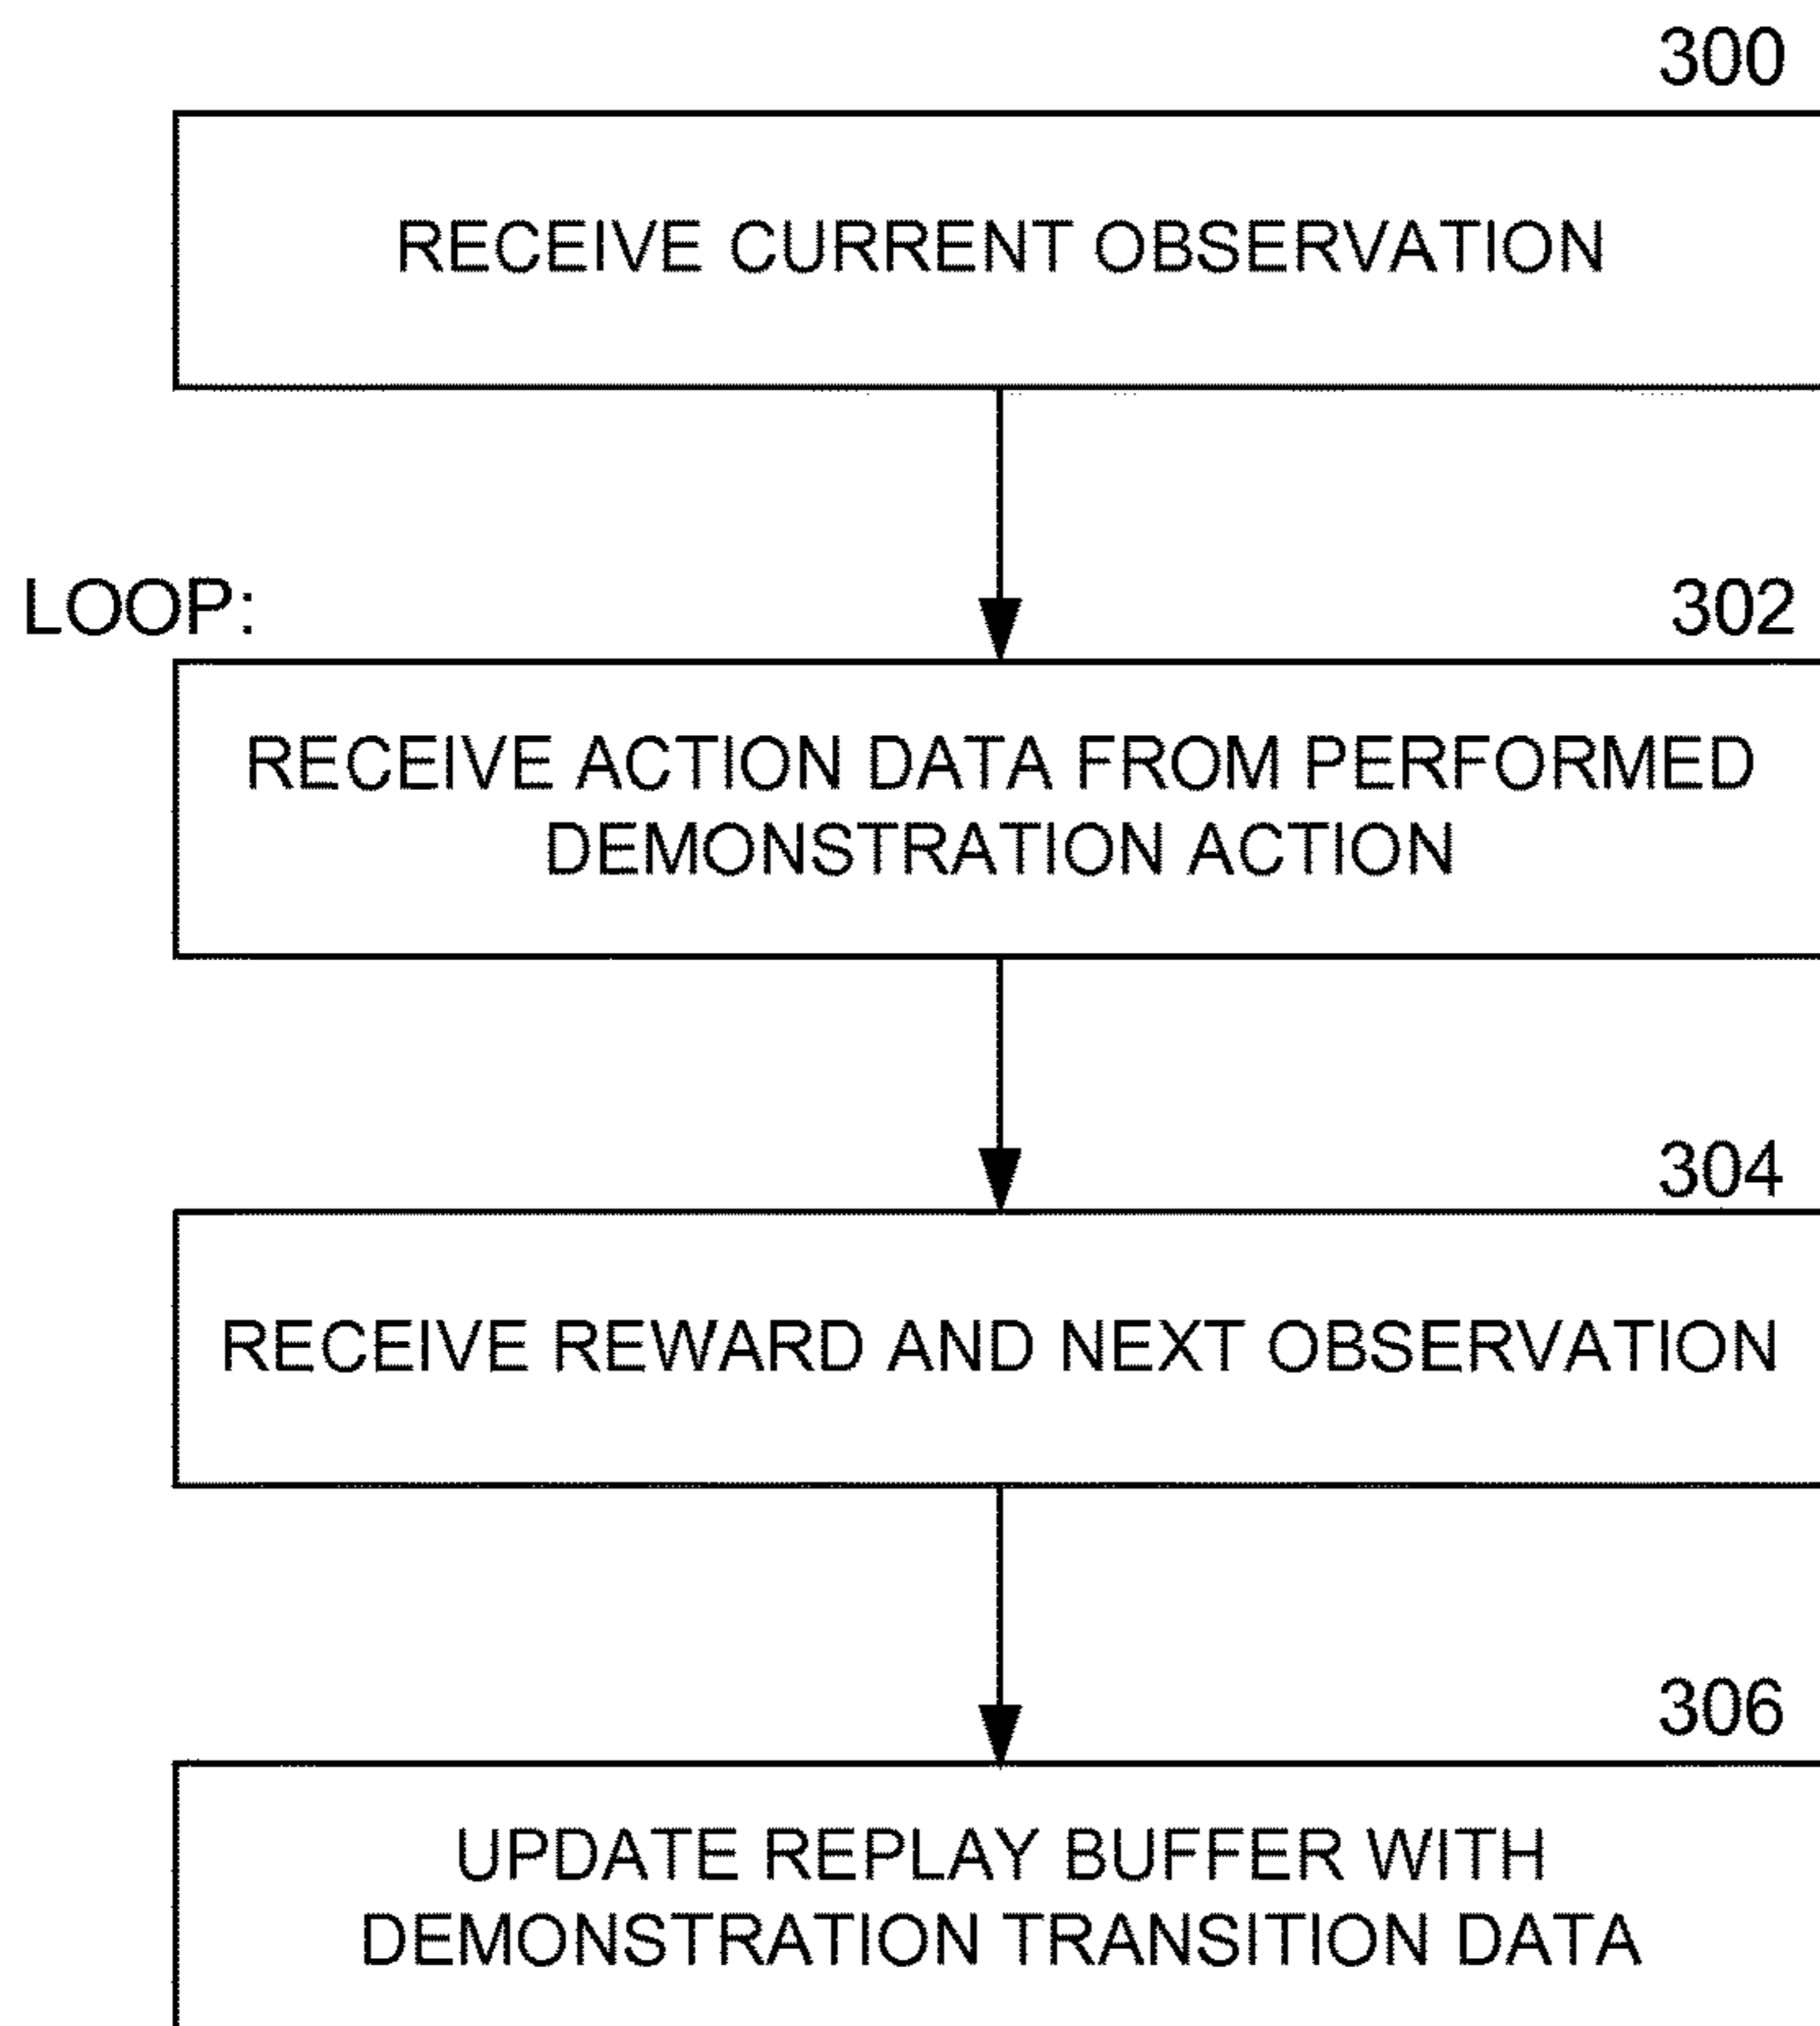 300
RECEIVE CURRENT OBSERVATION
LOOP:
302
RECEIVE ACTION DATA FROM PERFORMED
DEMONSTRATION ACTION
304
RECEIVE REWARD AND NEXT OBSERVATION
306
UPDATE REPLAY BUFFER WITH
DEMONSTRATION TRANSITION DATA